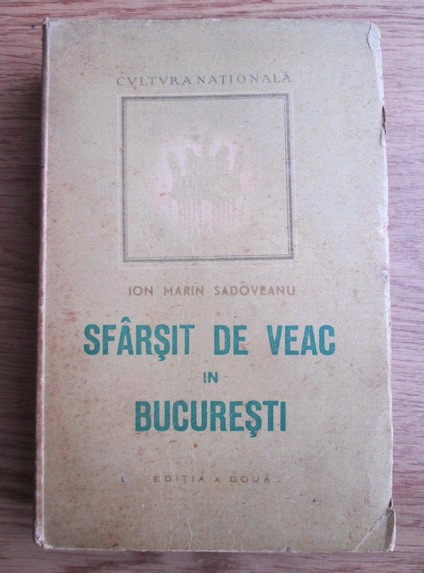 CVLTVRA NAȚIONALĂ
ION MARIN SADOVEANU
SFÂRȘIT DE VEAC
IN
BUCUREȘTI
EDIȚIA A DOUA